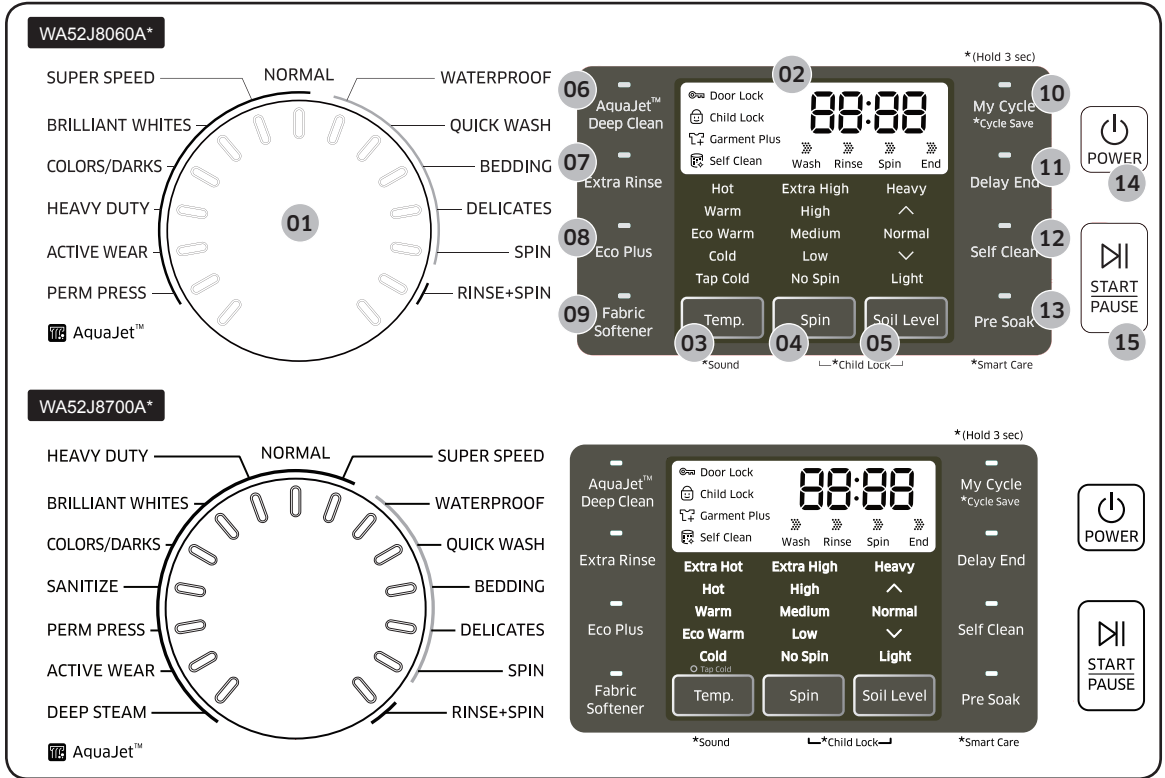 WA52J8060A*
SUPER SPEED
NORMAL
WATERPROOF
BRILLIANT WHITES
QUICK WASH
COLORS/DARKS
BEDDING
HEAVY DUTY
DELICATES
ACTIVE WEAR
SPIN
PERM PRESS
RINSE+SPIN
AquaJet™
01
*(Hold 3 sec)
06
AquaJet™
Deep Clean
07
Extra Rinse
08
Eco Plus
09
Fabric
Softener
02
Door Lock
Child Lock
Garment Plus
Self Clean
88:88
Wash Rinse Spin End
Hot Extra High Heavy
Warm High
Eco Warm Medium Normal
Cold Low
Tap Cold No Spin Light
Temp. Spin Soil Level
03 04 05
*Sound *Child Lock *Smart Care
10
My Cycle
*Cycle Save
11
Delay End
12
Self Clean
13
Pre Soak
POWER
14
START
PAUSE
15
WA52J8700A*
HEAVY DUTY
NORMAL
SUPER SPEED
BRILLIANT WHITES
WATERPROOF
COLORS/DARKS
QUICK WASH
SANITIZE
BEDDING
PERM PRESS
DELICATES
ACTIVE WEAR
SPIN
DEEP STEAM
RINSE+SPIN
AquaJet™
*(Hold 3 sec)
AquaJet™
Deep Clean
Extra Rinse
Eco Plus
Fabric
Softener
Door Lock
Child Lock
Garment Plus
Self Clean
88:88
Wash Rinse Spin End
Extra Hot Extra High Heavy
Hot High
Warm Medium Normal
Eco Warm Low
Cold No Spin Light
Tap Cold
Temp. Spin Soil Level
*Sound *Child Lock *Smart Care
My Cycle
*Cycle Save
Delay End
Self Clean
Pre Soak
POWER
START
PAUSE